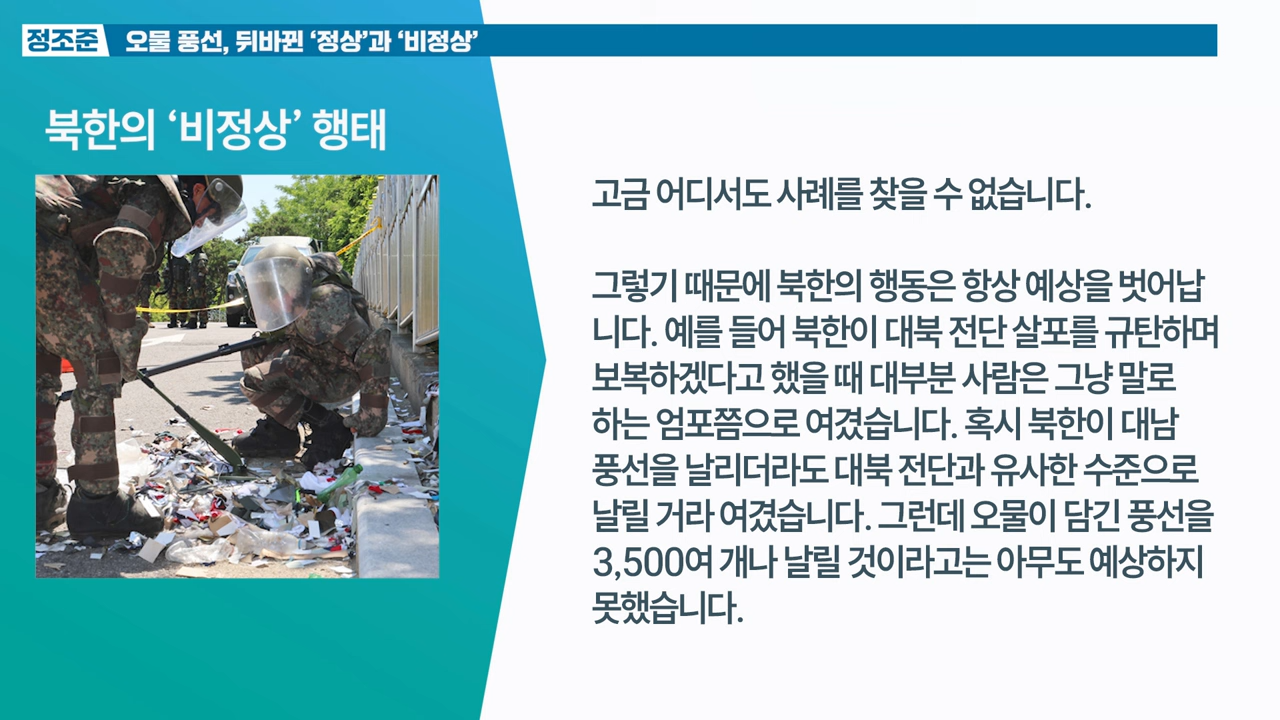 정조준 오물 풍선, 뒤바뀐 ‘정상’과 ‘비정상’
북한의 ‘비정상’ 행태
고금 어디서도 사례를 찾을 수 없습니다.
그렇기 때문에 북한의 행동은 항상 예상을 벗어납
니다. 예를 들어 북한이 대북 전단 살포를 규탄하며
보복하겠다고 했을 때 대부분 사람은 그냥 말로
하는 엄포쯤으로 여겼습니다. 혹시 북한이 대남
풍선을 날리더라도 대북 전단과 유사한 수준으로
날릴 거라 여겼습니다. 그런데 오물이 담긴 풍선을
3,500여 개나 날릴 것이라고는 아무도 예상하지
못했습니다.